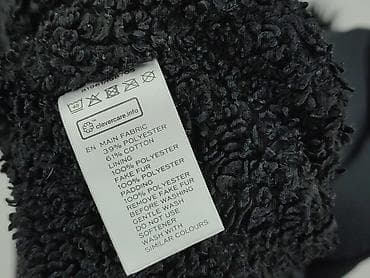 clevercare.info
EN MAIN FABRIC
39% POLYESTER
61% COTTON
LINING
100% POLYESTER
FAKE FUR
100% POLYESTER
PADDING
100% POLYESTER
REMOVE FAKE FUR
BEFORE WASHING
GENTLE WASH
DO NOT USE
SOFTENER
WASH WITH
SIMILAR COLOURS